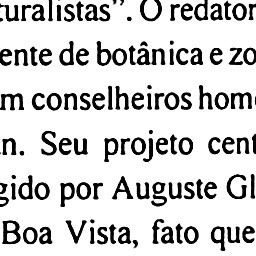 turalistas”. O redator
ente de botânica e zo
m conselheiros hom
n. Seu projeto cent
gido por Auguste Gl
Boa Vista, fato que